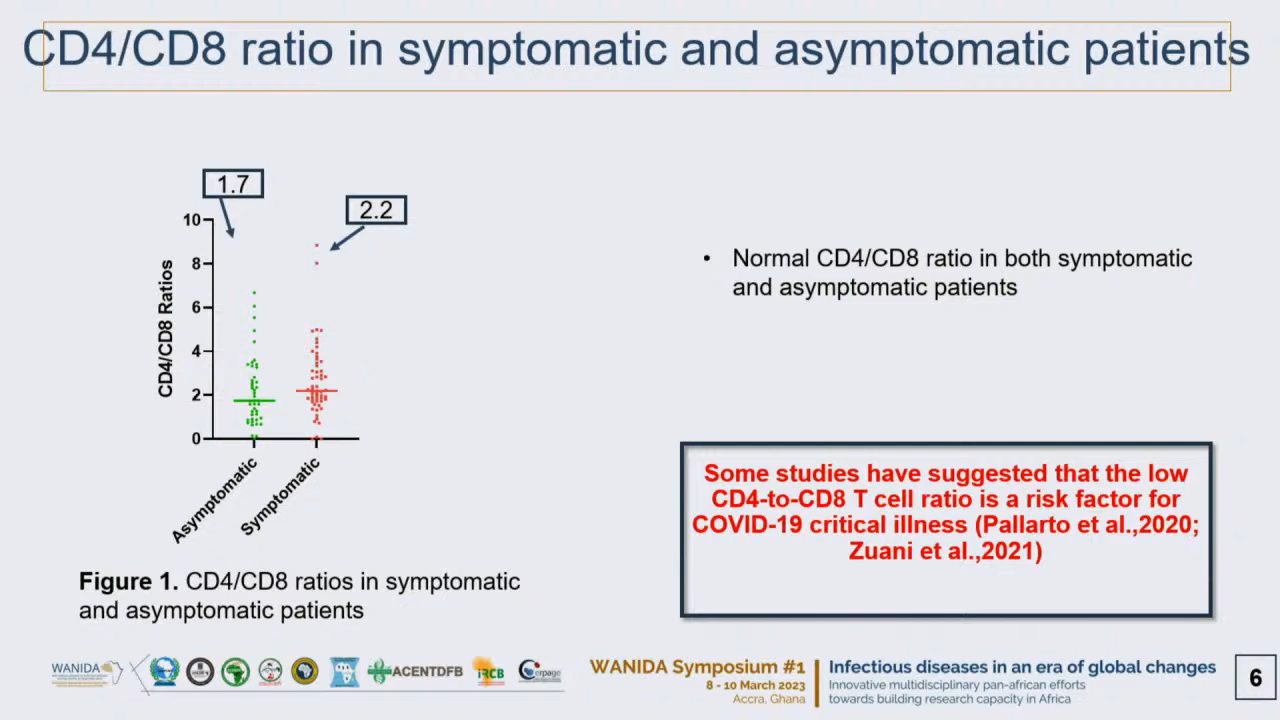 CD4/CD8 ratio in symptomatic and asymptomatic patients
1.7
2.2
10
8
6
4
2
0
CD4/CD8 Ratios
Asymptomatic
Symptomatic
Figure 1. CD4/CD8 ratios in symptomatic
and asymptomatic patients
• Normal CD4/CD8 ratio in both symptomatic
and asymptomatic patients
Some studies have suggested that the low
CD4-to-CD8 T cell ratio is a risk factor for
COVID-19 critical illness (Pallarto et al.,2020;
Zuani et al.,2021)
WANIDA
ACENTDFB
iRCB
Cerpage
WANIDA Symposium #1
8 - 10 March 2023
Accra, Ghana
Infectious diseases in an era of global changes
Innovative multidisciplinary pan-african efforts
towards building research capacity in Africa
6